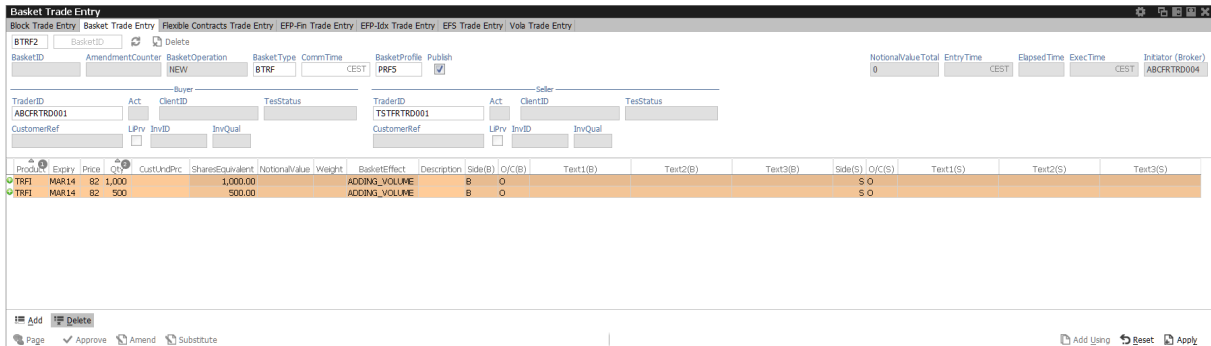 Basket Trade Entry
Block Trade Entry Basket Trade Entry Flexible Contracts Trade Entry EFP-Fin Trade Entry EFP-Idx Trade Entry EFS Trade Entry Vola Trade Entry
BTRF2 BasketID Delete
BasketID AmendmentCounter BasketOperation BasketType CommTime BasketProfile Publish NotionalValueTotal EntryTime ElapsedTime ExecTime Initiator (Broker)
NEW BTRF CEST PRF5 0 CEST CEST ABCFRTRD004
Buyer Seller
TraderID Act ClientID TesStatus TraderID Act ClientID TesStatus
ABCFRTRD001 TSTFRTRD001
CustomerRef LiPrv InvID InvQual CustomerRef LiPrv InvID InvQual
Product 1 Expiry Price Qty 2 CustUndPrc SharesEquivalent NotionalValue Weight BasketEffect Description Side(B) O/C(B) Text1(B) Text2(B) Text3(B) Side(S) O/C(S) Text1(S) Text2(S) Text3(S)
TRFI MAR14 82 1,000 1,000.00 ADDING_VOLUME B O S O
TRFI MAR14 82 500 500.00 ADDING_VOLUME B O S O
Add Delete
Page Approve Amend Substitute Add Using Reset Apply